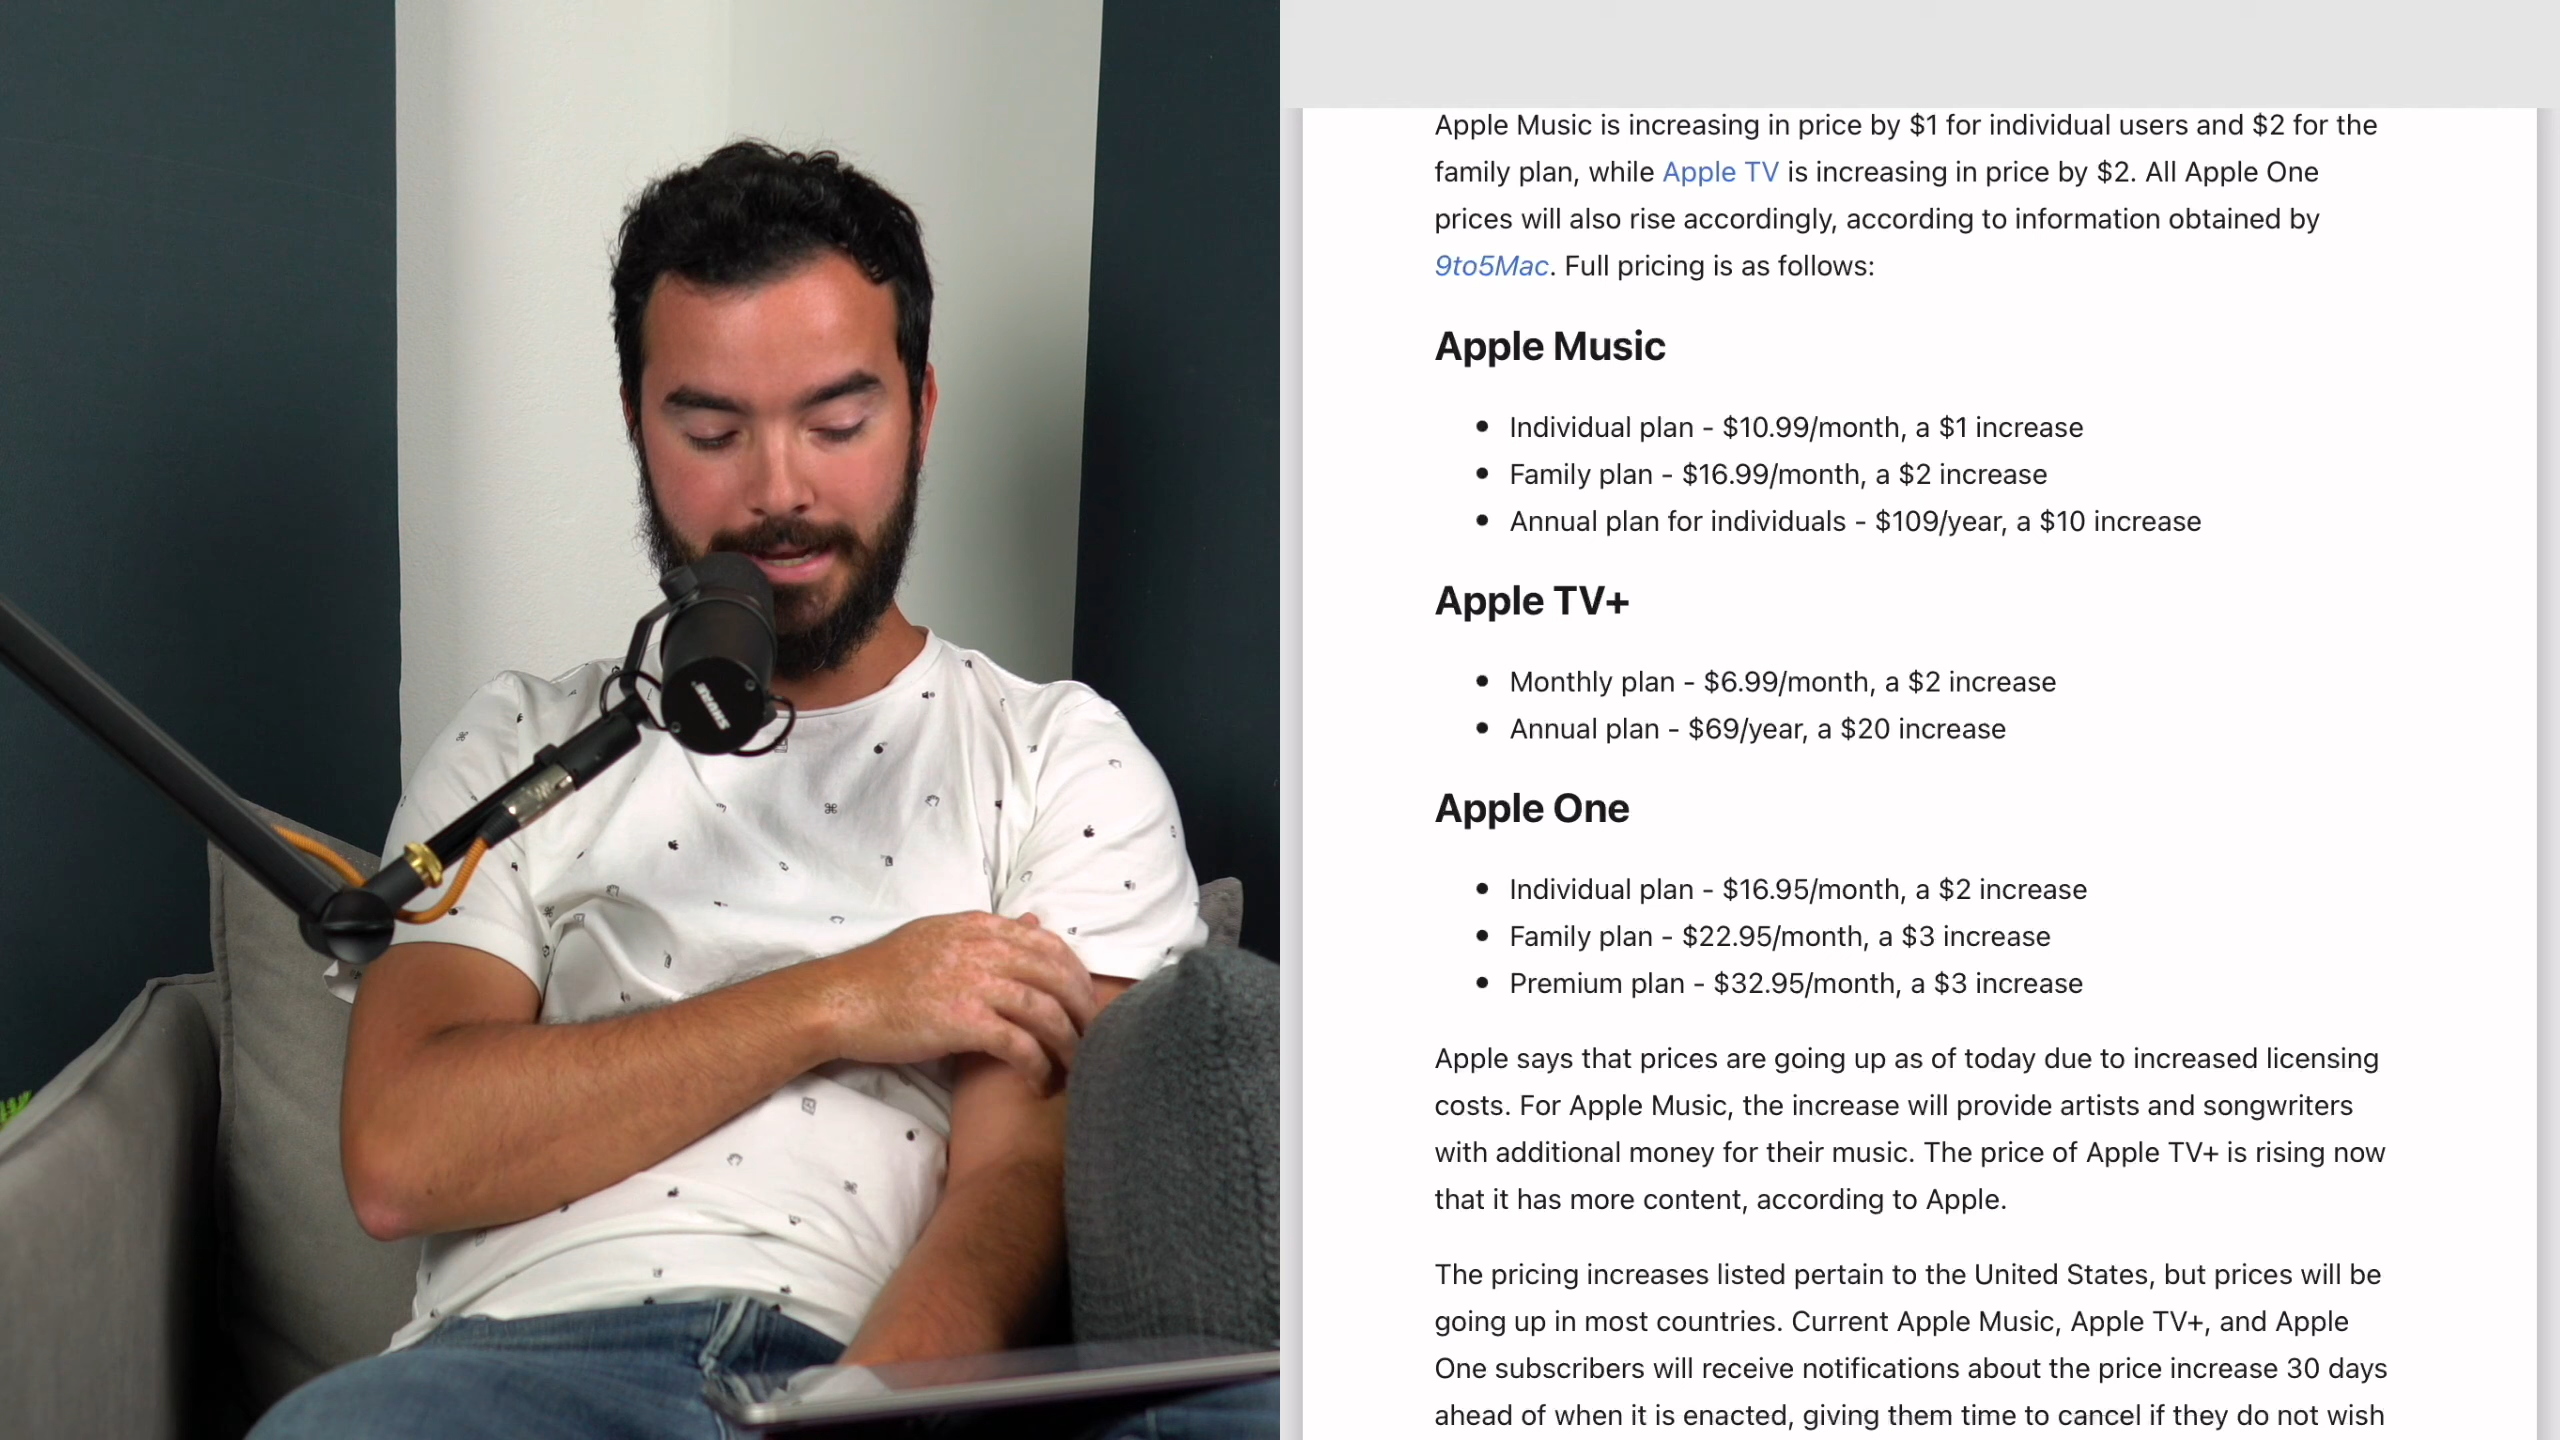 SHURE
Apple Music is increasing in price by $1 for individual users and $2 for the
family plan, while Apple TV is increasing in price by $2. All Apple One
prices will also rise accordingly, according to information obtained by
9to5Mac. Full pricing is as follows:
Apple Music
• Individual plan - $10.99/month, a $1 increase
• Family plan - $16.99/month, a $2 increase
• Annual plan for individuals - $109/year, a $10 increase
Apple TV+
• Monthly plan - $6.99/month, a $2 increase
• Annual plan - $69/year, a $20 increase
Apple One
• Individual plan - $16.95/month, a $2 increase
• Family plan - $22.95/month, a $3 increase
• Premium plan - $32.95/month, a $3 increase
Apple says that prices are going up as of today due to increased licensing
costs. For Apple Music, the increase will provide artists and songwriters
with additional money for their music. The price of Apple TV+ is rising now
that it has more content, according to Apple.
The pricing increases listed pertain to the United States, but prices will be
going up in most countries. Current Apple Music, Apple TV+, and Apple
One subscribers will receive notifications about the price increase 30 days
ahead of when it is enacted, giving them time to cancel if they do not wish